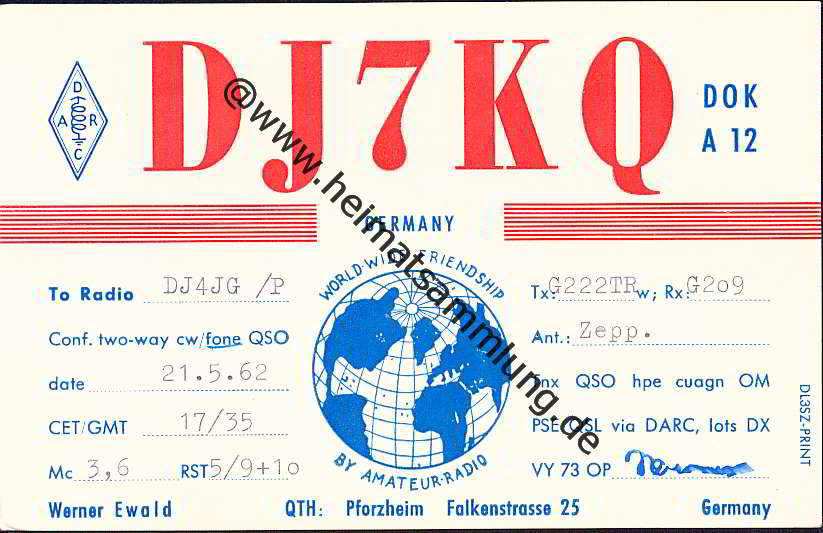 DJ7KQ
DARC
DOK
A 12
@www.heimatsammlung.de
GERMANY
WORLD-WIDE FRIENDSHIP
BY AMATEUR-RADIO
To Radio DJ4JG /P
Conf. two-way cw/fone QSO
date 21.5.62
CET/GMT 17/35
Mc 3,6 RST 5/9+1o
Tx: G222TR w; Rx: G2o9
Ant.: Zepp.
Tnx QSO hpe cuagn OM
PSE QSL via DARC, lots DX
VY 73 OP
DL3SZ-PRINT
Werner Ewald QTH: Pforzheim Falkenstrasse 25 Germany